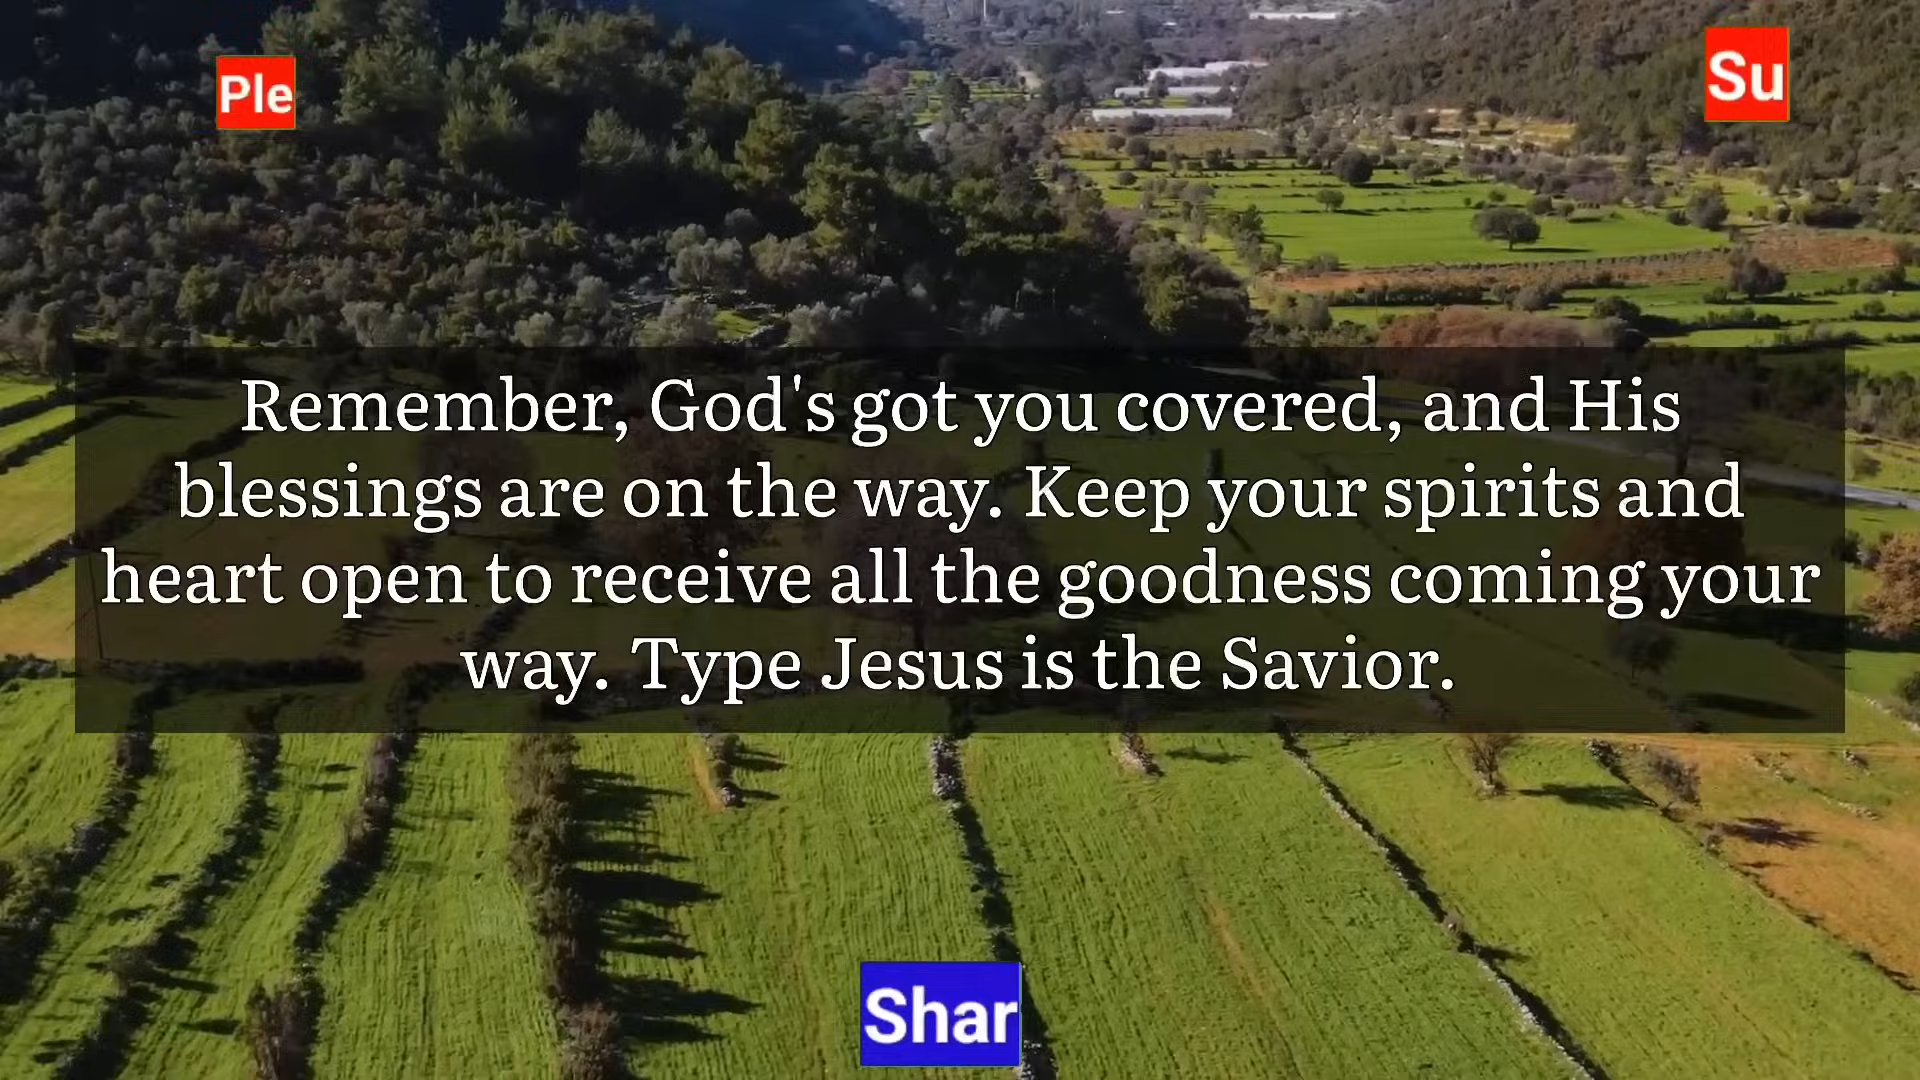 Ple
Su
Remember, God's got you covered, and His
blessings are on the way. Keep your spirits and
heart open to receive all the goodness coming your
way. Type Jesus is the Savior.
Shar